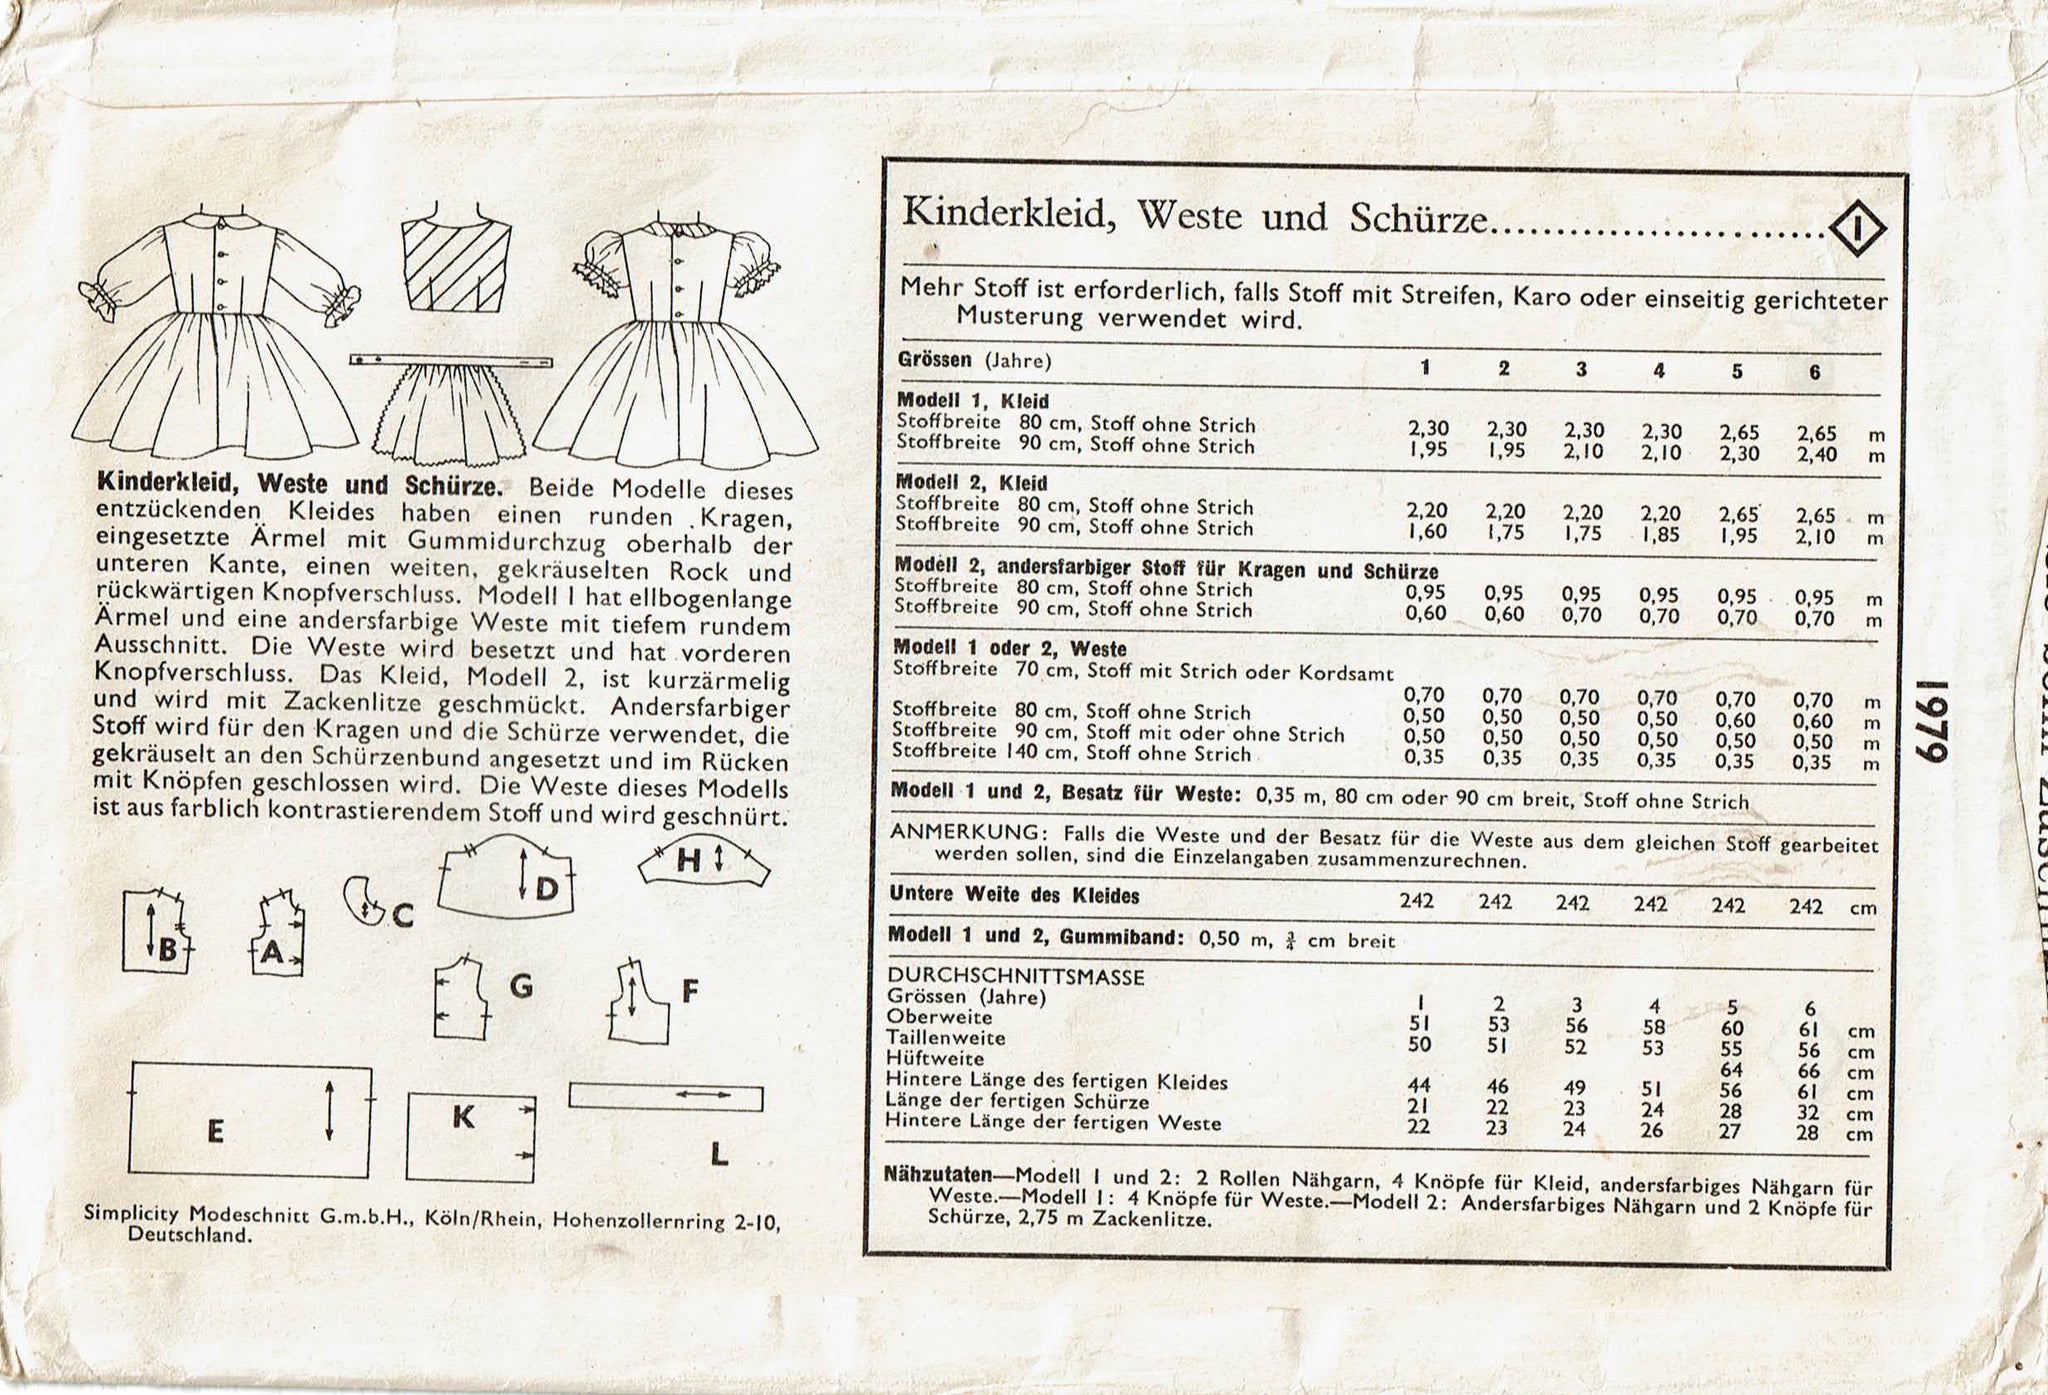 Kinderkleid, Weste und Schürze. Beide Modelle dieses
entzückenden Kleides haben einen runden Kragen,
eingesetzte Ärmel mit Gummidurchzug oberhalb der
unteren Kante, einen weiten, gekräuselten Rock und
rückwärtigen Knopfverschluss. Modell I hat ellbogenlange
Ärmel und eine andersfarbige Weste mit tiefem rundem
Ausschnitt. Die Weste wird besetzt und hat vorderen
Knopfverschluss. Das Kleid, Modell 2, ist kurzärmelig
und wird mit Zackenlitze geschmückt. Andersfarbiger
Stoff wird für den Kragen und die Schürze verwendet, die
gekräuselt an den Schürzenbund angesetzt und im Rücken
mit Knöpfen geschlossen wird. Die Weste dieses Modells
ist aus farblich kontrastierendem Stoff und wird geschnürt.
B
A
C
D
H
G
F
E
K
L
Simplicity Modeschnitt G.m.b.H., Köln/Rhein, Hohenzollernring 2-10,
Deutschland.
Kinderkleid, Weste und Schürze.......................... I
Mehr Stoff ist erforderlich, falls Stoff mit Streifen, Karo oder einseitig gerichteter
Musterung verwendet wird.
Grössen (Jahre) 1 2 3 4 5 6
Modell 1, Kleid
Stoffbreite 80 cm, Stoff ohne Strich 2,30 2,30 2,30 2,30 2,65 2,65 m
Stoffbreite 90 cm, Stoff ohne Strich 1,95 1,95 2,10 2,10 2,30 2,40 m
Modell 2, Kleid
Stoffbreite 80 cm, Stoff ohne Strich 2,20 2,20 2,20 2,20 2,65 2,65 m
Stoffbreite 90 cm, Stoff ohne Strich 1,60 1,75 1,75 1,85 1,95 2,10 m
Modell 2, andersfarbiger Stoff für Kragen und Schürze
Stoffbreite 80 cm, Stoff ohne Strich 0,95 0,95 0,95 0,95 0,95 0,95 m
Stoffbreite 90 cm, Stoff ohne Strich 0,60 0,60 0,70 0,70 0,70 0,70 m
Modell 1 oder 2, Weste
Stoffbreite 70 cm, Stoff mit Strich oder Kordsamt
0,70 0,70 0,70 0,70 0,70 0,70 m
Stoffbreite 80 cm, Stoff ohne Strich 0,50 0,50 0,50 0,50 0,60 0,60 m
Stoffbreite 90 cm, Stoff mit oder ohne Strich 0,50 0,50 0,50 0,50 0,50 0,50 m
Stoffbreite 140 cm, Stoff ohne Strich 0,35 0,35 0,35 0,35 0,35 0,35 m
Modell 1 und 2, Besatz für Weste: 0,35 m, 80 cm oder 90 cm breit, Stoff ohne Strich
ANMERKUNG: Falls die Weste und der Besatz für die Weste aus dem gleichen Stoff gearbeitet
werden sollen, sind die Einzelangaben zusammenzurechnen.
Untere Weite des Kleides 242 242 242 242 242 242 cm
Modell 1 und 2, Gummiband: 0,50 m, ¾ cm breit
DURCHSCHNITTSMASSE
Grössen (Jahre) 1 2 3 4 5 6
Oberweite 51 53 56 58 60 61 cm
Taillenweite 50 51 52 53 55 56 cm
Hüftweite 64 66 cm
Hintere Länge des fertigen Kleides 44 46 49 51 56 61 cm
Länge der fertigen Schürze 21 22 23 24 28 32 cm
Hintere Länge der fertigen Weste 22 23 24 26 27 28 cm
Nähzutaten—Modell I und 2: 2 Rollen Nähgarn, 4 Knöpfe für Kleid, andersfarbiges Nähgarn für
Weste.—Modell I: 4 Knöpfe für Weste.—Modell 2: Andersfarbiges Nähgarn und 2 Knöpfe für
Schürze, 2,75 m Zackenlitze.
1979